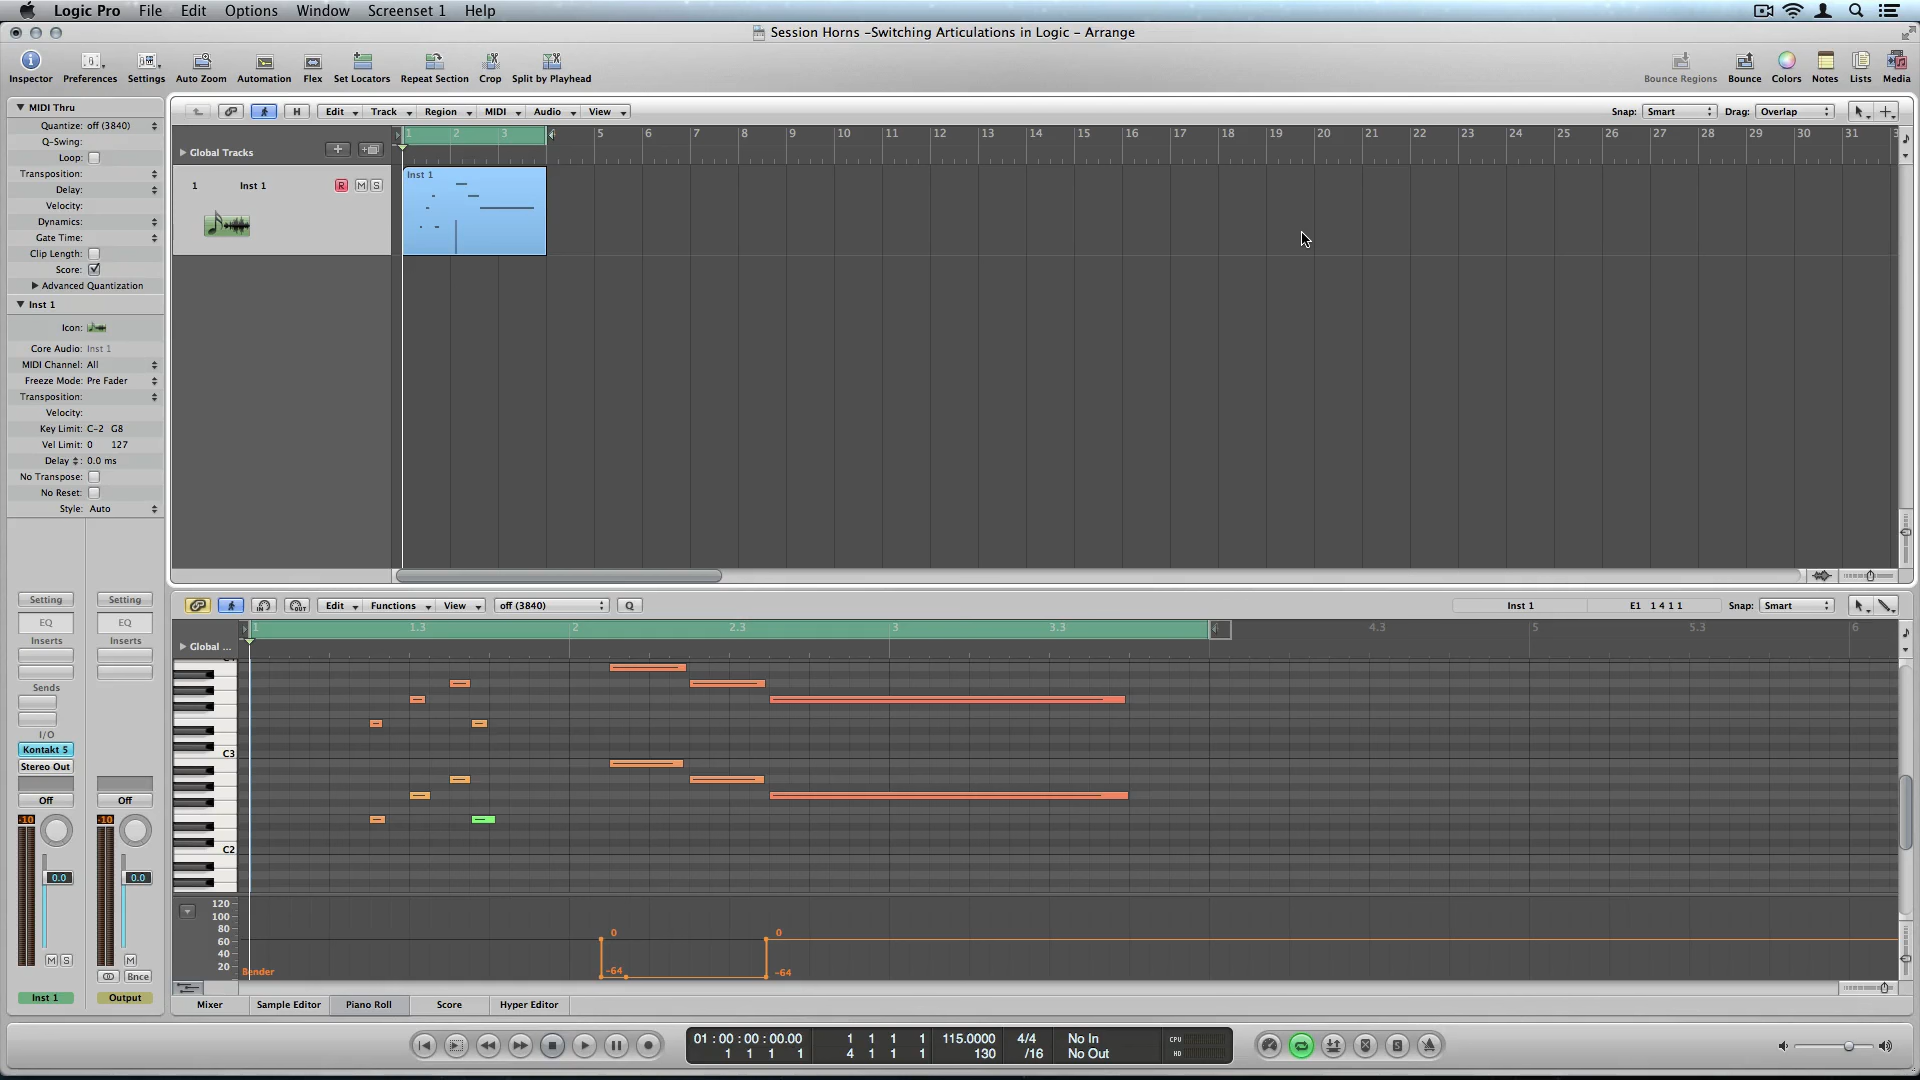 Logic Pro File Edit Options Window Screenset 1 Help
Session Horns -Switching Articulations in Logic - Arrange
Inspector Preferences Settings Auto Zoom Automation Flex Set Locators Repeat Section Crop Split by Playhead Bounce Regions Bounce Colors Notes Lists Media
MIDI Thru
Quantize: off (3840)
Q-Swing:
Loop:
Transposition:
Delay:
Velocity:
Dynamics:
Gate Time:
Clip Length:
Score:
Advanced Quantization
Inst 1
Icon:
Core Audio: Inst 1
MIDI Channel: All
Freeze Mode: Pre Fader
Transposition:
Velocity:
Key Limit: C-2 G8
Vel Limit: 0 127
Delay : 0.0 ms
No Transpose:
No Reset:
Style: Auto
Setting Setting
EQ EQ
Inserts Inserts
Sends Sends
I/O I/O
Kontakt 5
Stereo Out
Off Off
-10 -10
0.0 0.0
M S M
Bnce
Inst 1 Output
H Edit Track Region MIDI Audio View Snap: Smart Drag: Overlap
1 2 3 4 5 6 7 8 9 10 11 12 13 14 15 16 17 18 19 20 21 22 23 24 25 26 27 28 29 30 31
Global Tracks
1 Inst 1 R M S
Inst 1
IN OUT Edit Functions View off (3840) Q Inst 1 E1 1 4 1 1 Snap: Smart
1 1.3 2 2.3 3 3.3 4.3 5 5.3 6
Global ...
C3
C2
120
100
80
60
40
20
0 0
-64 -64
Bender
Mixer Sample Editor Piano Roll Score Hyper Editor
01 : 00 : 00 : 00.00 1 1 1 1 115.0000 4/4 No In CPU
1 1 1 1 4 1 1 1 130 /16 No Out HD